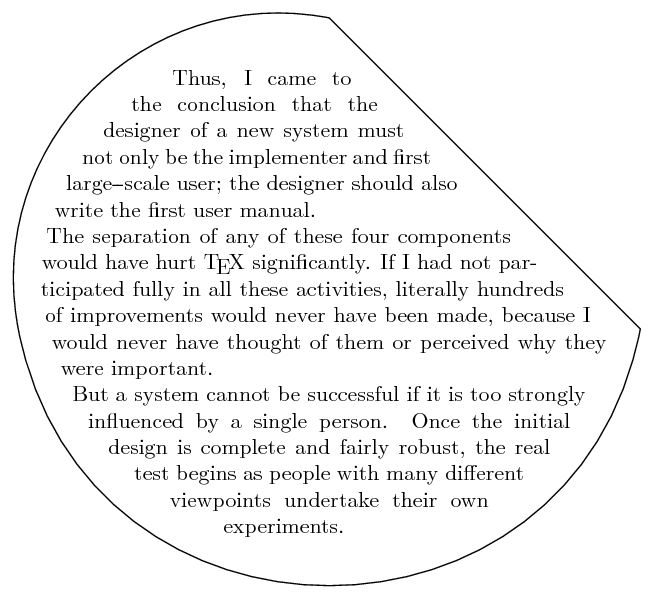 Thus, I came to
the conclusion that the
designer of a new system must
not only be the implementer and first
large–scale user; the designer should also
write the first user manual.
The separation of any of these four components
would have hurt TEX significantly. If I had not par-
ticipated fully in all these activities, literally hundreds
of improvements would never have been made, because I
would never have thought of them or perceived why they
were important.
But a system cannot be successful if it is too strongly
influenced by a single person. Once the initial
design is complete and fairly robust, the real
test begins as people with many different
viewpoints undertake their own
experiments.